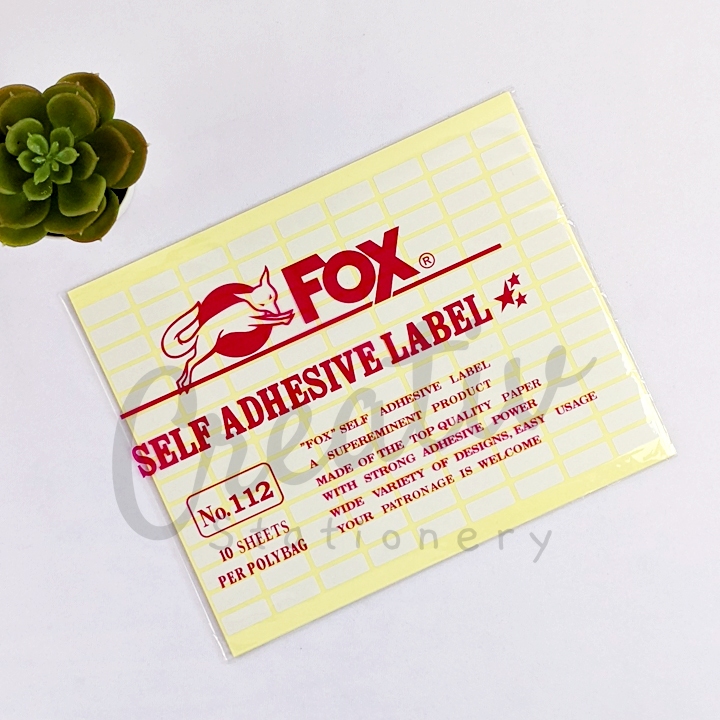 FOX®
SELF ADHESIVE LABEL
"FOX" SELF ADHESIVE LABEL
A SUPEREMINENT PRODUCT
MADE OF THE TOP QUALITY PAPER
WITH STRONG ADHESIVE POWER
WIDE VARIETY OF DESIGNS, EASY USAGE
YOUR PATRONAGE IS WELCOME
No. 112
10 SHEETS
PER POLYBAG
Creativ
Stationery